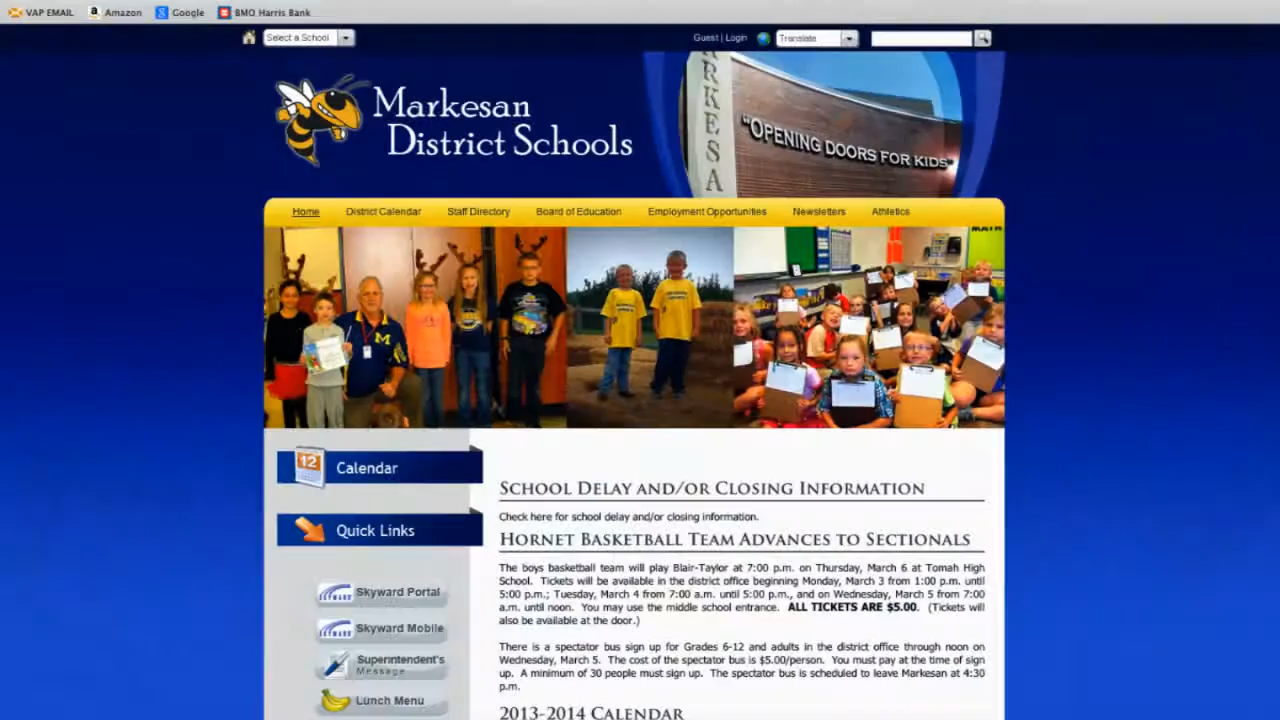 VAP EMAIL Amazon Google BMO Harris Bank
Select a School Guest | Login Translate
Markesan
District Schools
MARKESA
"OPENING DOORS FOR KIDS"
Home District Calendar Staff Directory Board of Education Employment Opportunities Newsletters Athletics
M
MATH
12 Calendar
Quick Links
SKYWARD Skyward Portal
SKYWARD Skyward Mobile
Superintendent's
Message
Lunch Menu
SCHOOL DELAY AND/OR CLOSING INFORMATION
Check here for school delay and/or closing information.
HORNET BASKETBALL TEAM ADVANCES TO SECTIONALS
The boys basketball team will play Blair-Taylor at 7:00 p.m. on Thursday, March 6 at Tomah High
School. Tickets will be available in the district office beginning Monday, March 3 from 1:00 p.m. until
5:00 p.m.; Tuesday, March 4 from 7:00 a.m. until 5:00 p.m., and on Wednesday, March 5 from 7:00
a.m. until noon. You may use the middle school entrance. ALL TICKETS ARE $5.00. (Tickets will
also be available at the door.)
There is a spectator bus sign up for Grades 6-12 and adults in the district office through noon on
Wednesday, March 5. The cost of the spectator bus is $5.00/person. You must pay at the time of sign
up. A minimum of 30 people must sign up. The spectator bus is scheduled to leave Markesan at 4:30
p.m.
2013-2014 CALENDAR